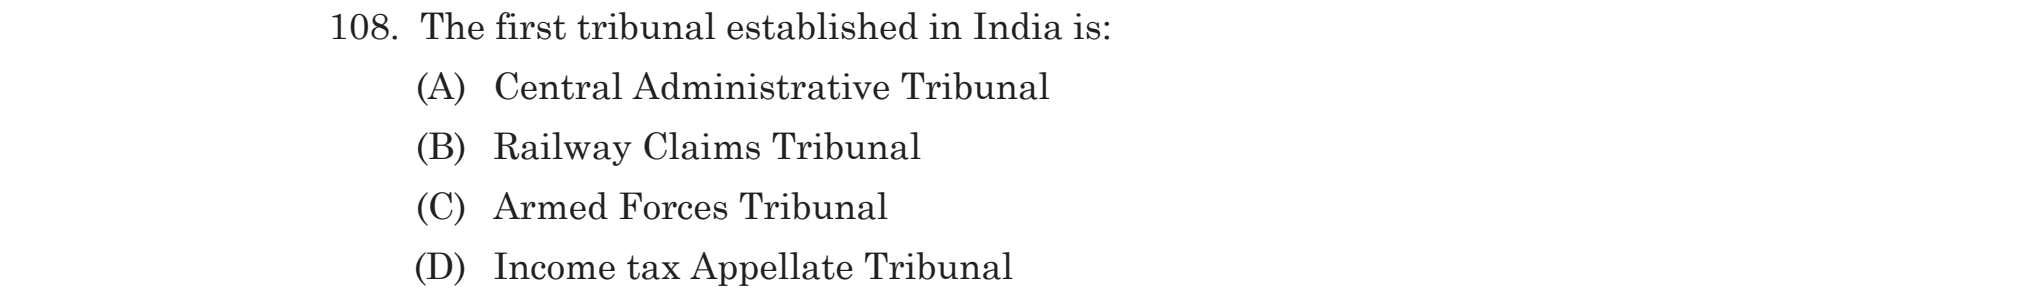 108. The first tribunal established in India is:
(A) Central Administrative Tribunal
(B) Railway Claims Tribunal
(C) Armed Forces Tribunal
(D) Income tax Appellate Tribunal